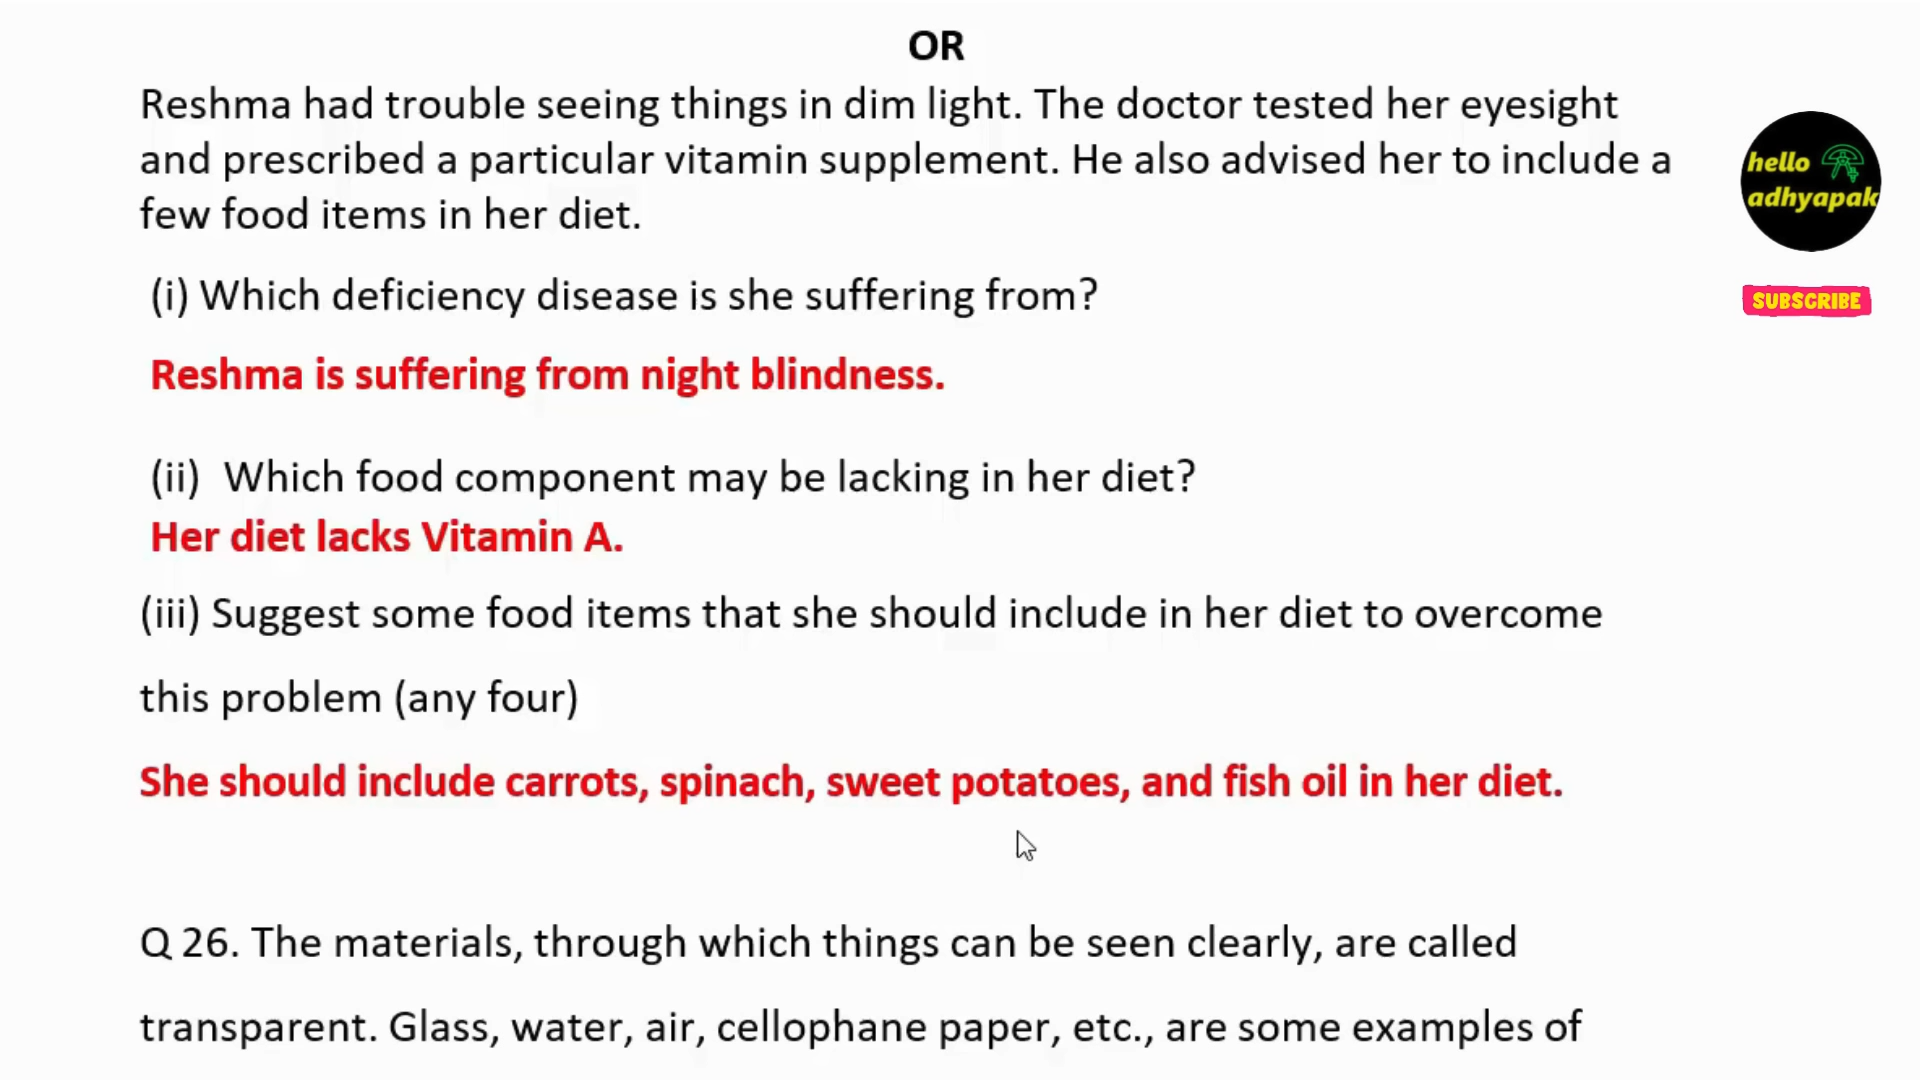 OR
Reshma had trouble seeing things in dim light. The doctor tested her eyesight
and prescribed a particular vitamin supplement. He also advised her to include a
few food items in her diet.
hello
adhyapak
SUBSCRIBE
(i) Which deficiency disease is she suffering from?
Reshma is suffering from night blindness.
(ii) Which food component may be lacking in her diet?
Her diet lacks Vitamin A.
(iii) Suggest some food items that she should include in her diet to overcome
this problem (any four)
She should include carrots, spinach, sweet potatoes, and fish oil in her diet.
Q 26. The materials, through which things can be seen clearly, are called
transparent. Glass, water, air, cellophane paper, etc., are some examples of